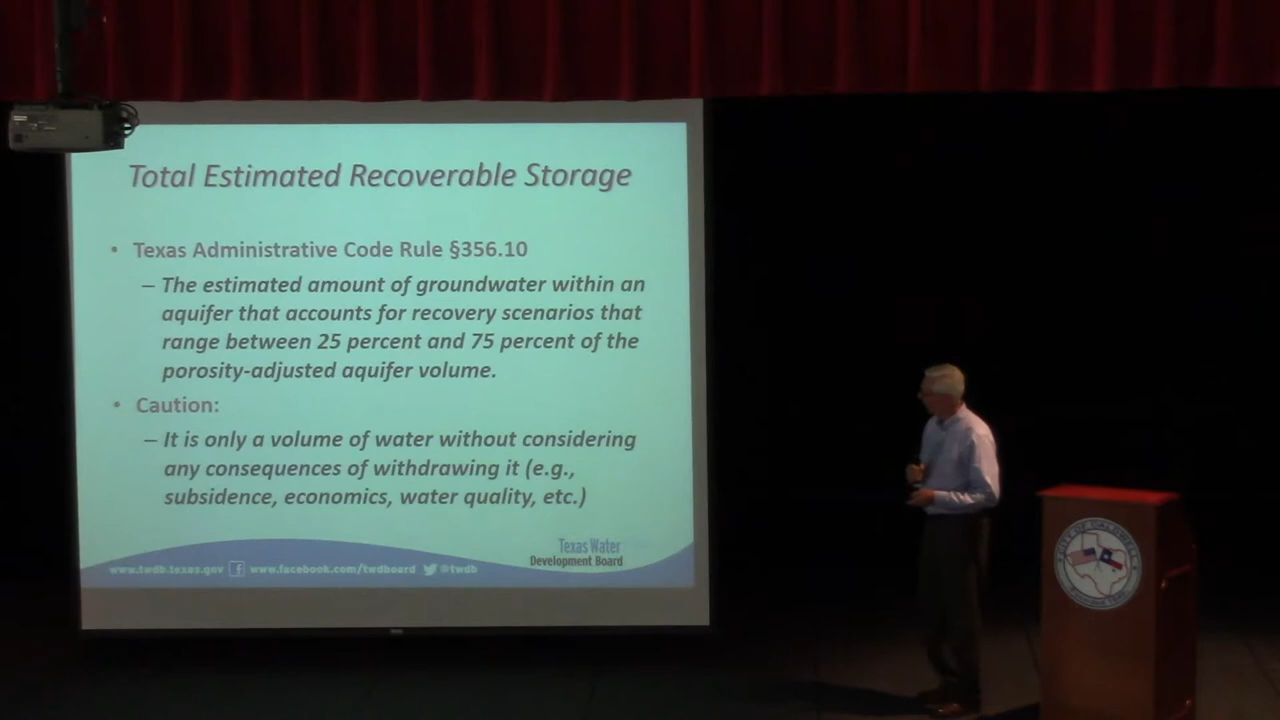 Total Estimated Recoverable Storage
• Texas Administrative Code Rule §356.10
– The estimated amount of groundwater within an
aquifer that accounts for recovery scenarios that
range between 25 percent and 75 percent of the
porosity-adjusted aquifer volume.
• Caution:
– It is only a volume of water without considering
any consequences of withdrawing it (e.g.,
subsidence, economics, water quality, etc.)
Texas Water
Development Board
www.twdb.texas.gov f www.facebook.com/twdboard @twdb
CITY OF CALDWELL